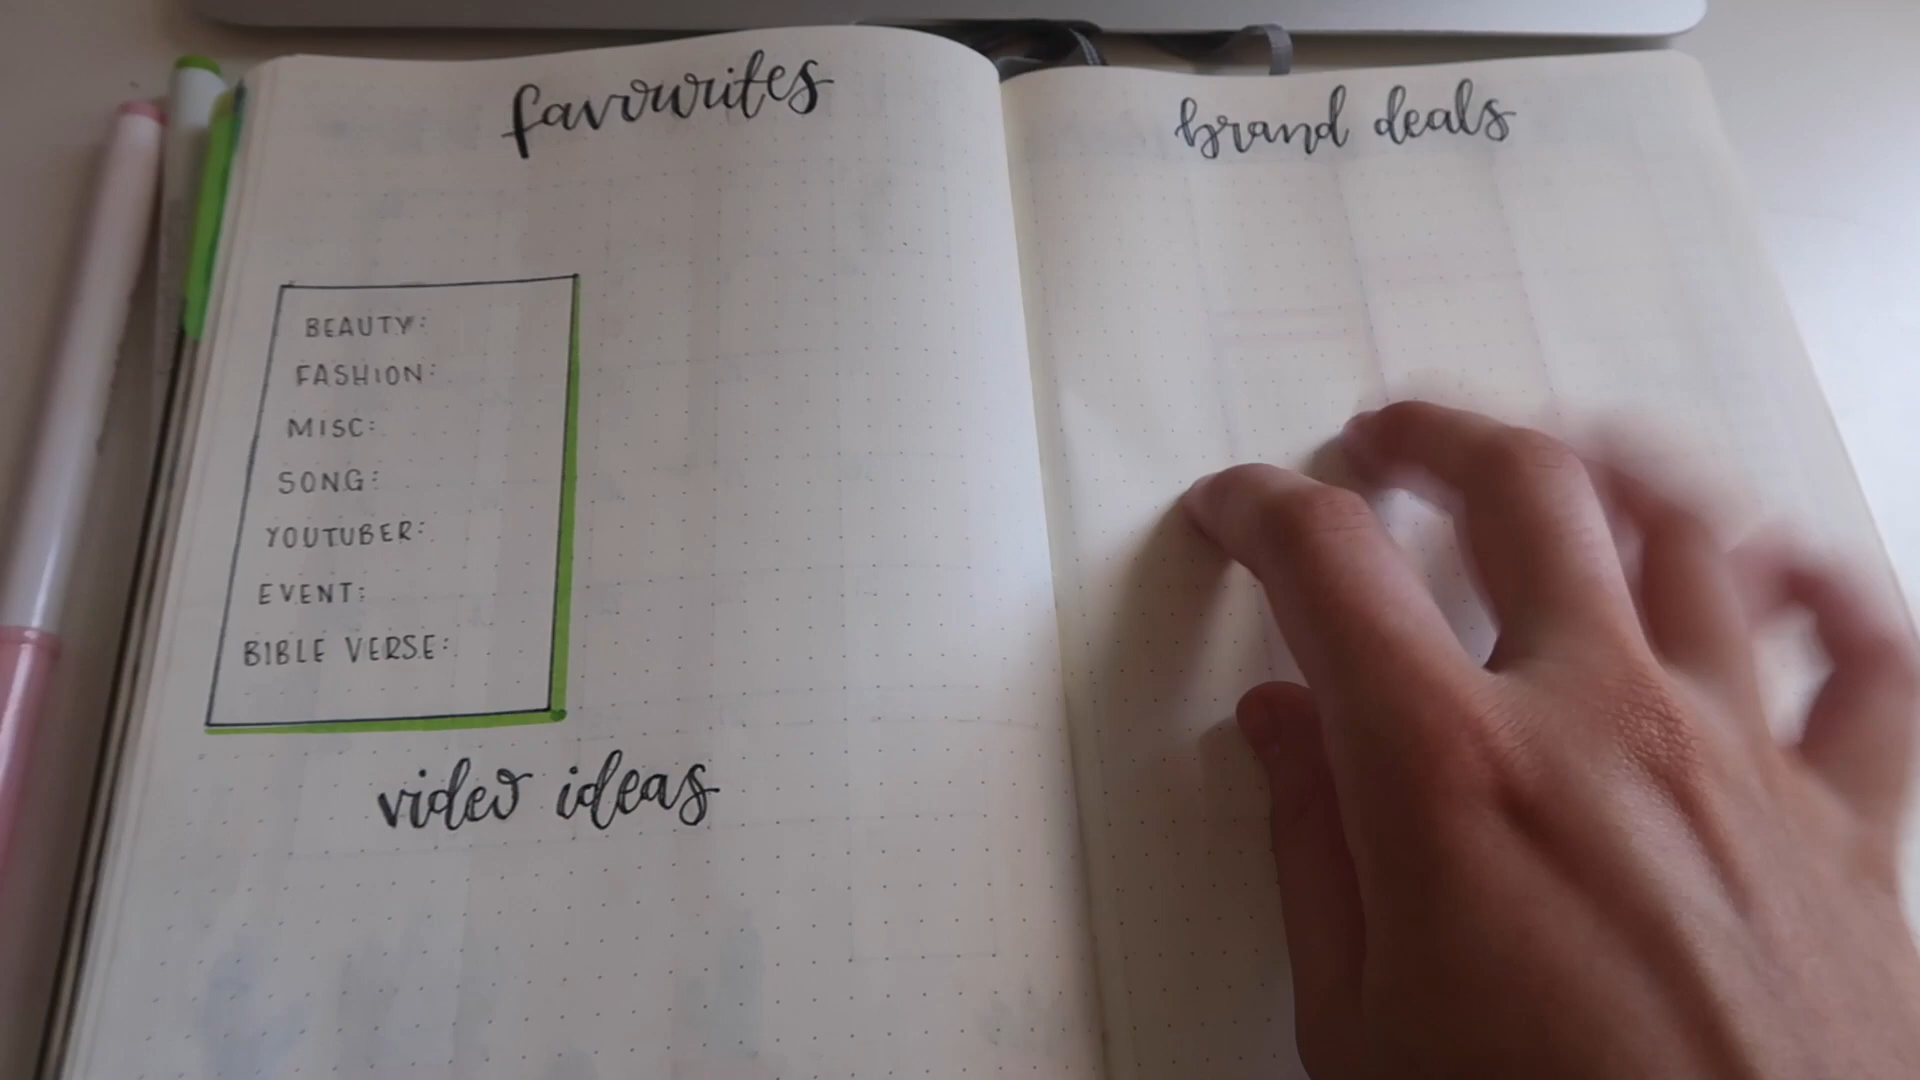 favourites
BEAUTY:
FASHION:
MISC:
SONG:
YOUTUBER:
EVENT:
BIBLE VERSE:
video ideas
brand deals